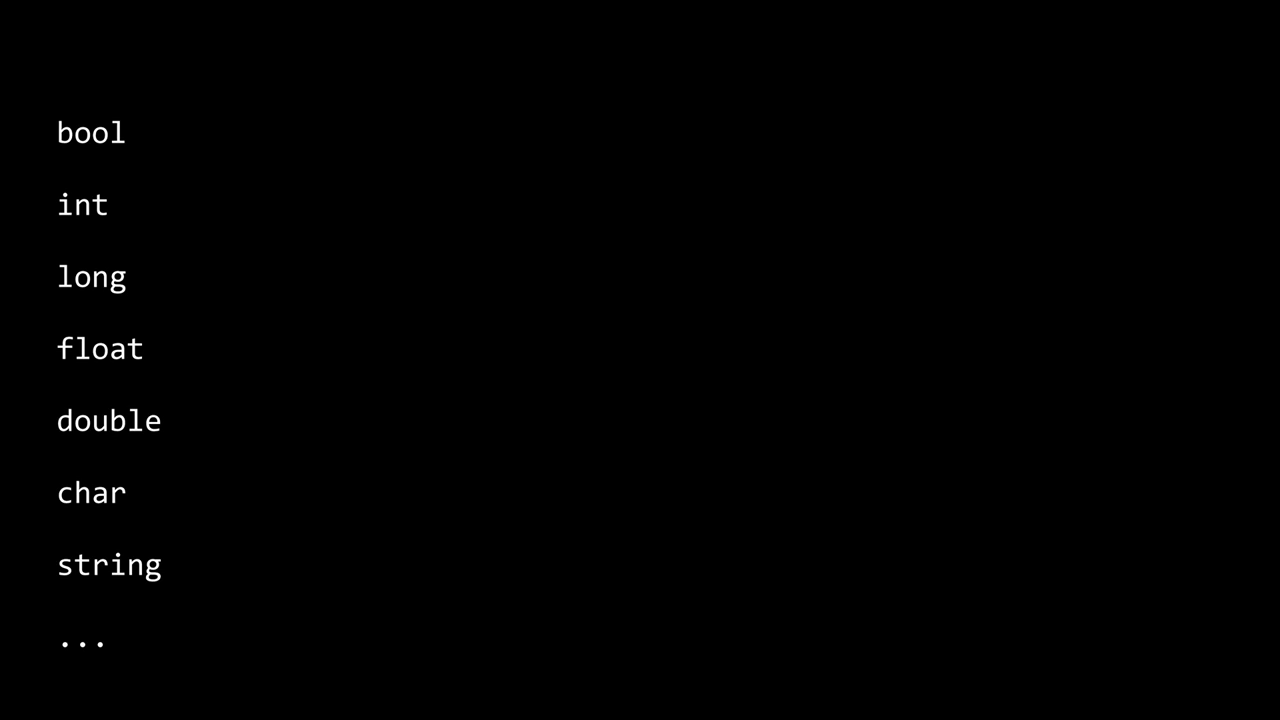 bool
int
long
float
double
char
string
...